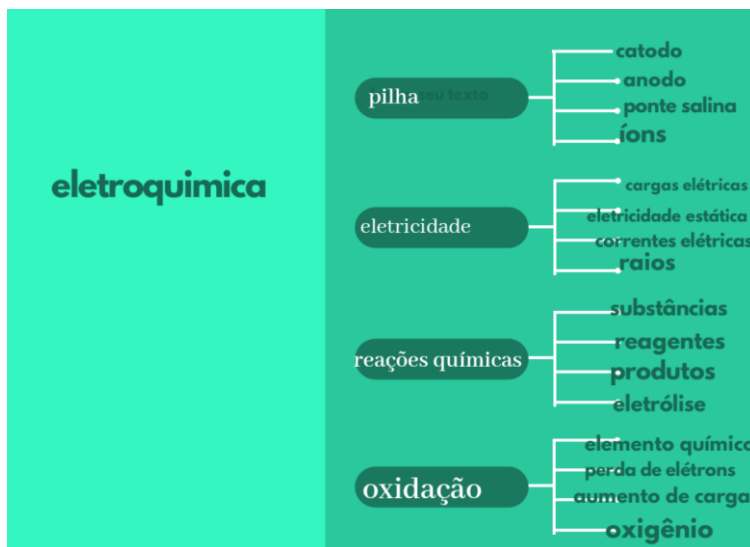 eletroquimica
pilha
seu texto
catodo
anodo
ponte salina
íons
eletricidade
cargas elétricas
eletricidade estática
correntes elétricas
raios
reações químicas
substâncias
reagentes
produtos
eletrólise
oxidação
elemento químico
perda de elétrons
aumento de carga
oxigênio